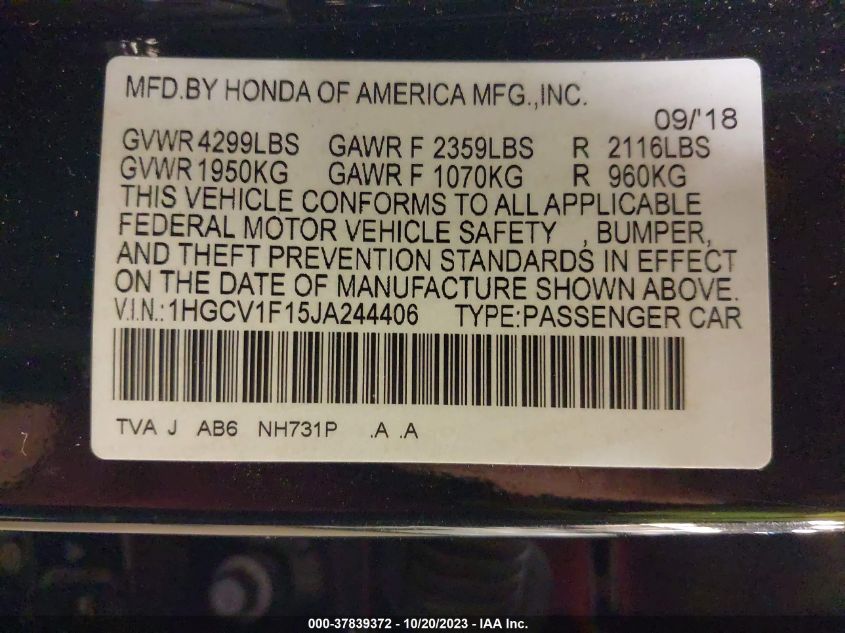 MFD.BY HONDA OF AMERICA MFG.,INC.
09/'18
GVWR 4299LBS GAWR F 2359LBS R 2116LBS
GVWR 1950KG GAWR F 1070KG R 960KG
THIS VEHICLE CONFORMS TO ALL APPLICABLE
FEDERAL MOTOR VEHICLE SAFETY , BUMPER,
AND THEFT PREVENTION STANDARDS IN EFFECT
ON THE DATE OF MANUFACTURE SHOWN ABOVE.
V.I.N.:1HGCV1F15JA244406 TYPE:PASSENGER CAR
TVA J AB6 NH731P .A .A
000-37839372 - 10/20/2023 - IAA Inc.